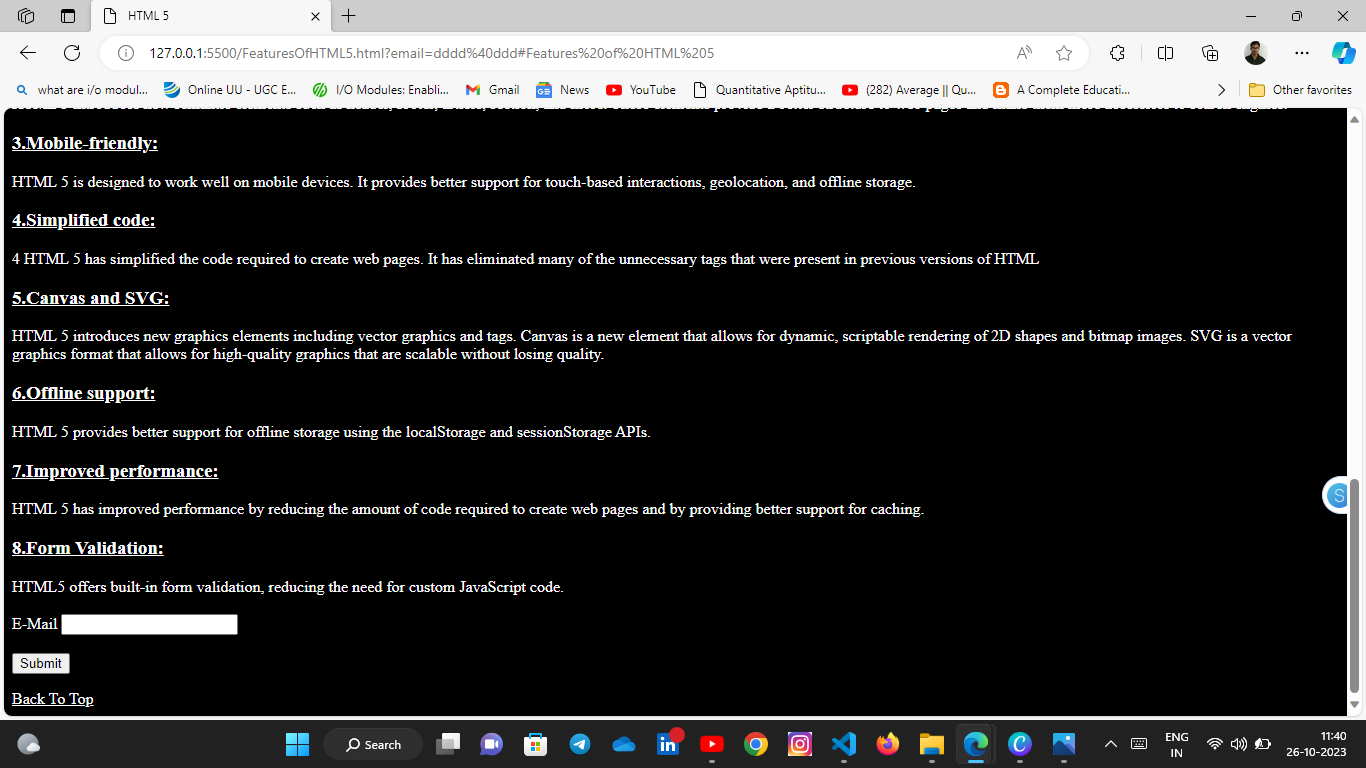 HTML 5
127.0.0.1:5500/FeaturesOfHTML5.html?email=dddd%40ddd#Features%20of%20HTML%205
what are i/o modul...
Online UU - UGC E...
I/O Modules: Enabli...
Gmail
News
YouTube
Quantitative Aptitu...
(282) Average || Qu...
A Complete Educati...
Other favorites
3.Mobile-friendly:
HTML 5 is designed to work well on mobile devices. It provides better support for touch-based interactions, geolocation, and offline storage.
4.Simplified code:
4 HTML 5 has simplified the code required to create web pages. It has eliminated many of the unnecessary tags that were present in previous versions of HTML
5.Canvas and SVG:
HTML 5 introduces new graphics elements including vector graphics and tags. Canvas is a new element that allows for dynamic, scriptable rendering of 2D shapes and bitmap images. SVG is a vector
graphics format that allows for high-quality graphics that are scalable without losing quality.
6.Offline support:
HTML 5 provides better support for offline storage using the localStorage and sessionStorage APIs.
7.Improved performance:
HTML 5 has improved performance by reducing the amount of code required to create web pages and by providing better support for caching.
8.Form Validation:
HTML5 offers built-in form validation, reducing the need for custom JavaScript code.
E-Mail
Submit
Back To Top
Search
ENG
IN
11:40
26-10-2023